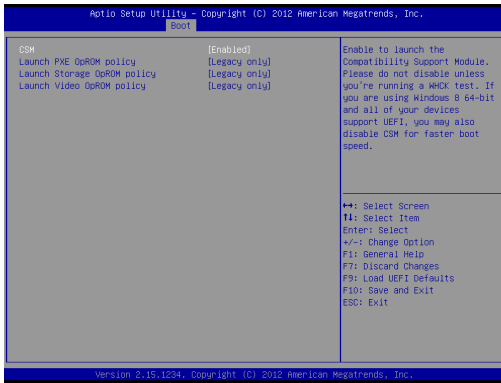 Aptio Setup Utility – Copyright (C) 2012 American Megatrends, Inc.
Boot
CSM [Enabled]
Launch PXE OpROM policy [Legacy only]
Launch Storage OpROM policy [Legacy only]
Launch Video OpROM policy [Legacy only]
Enable to launch the
Compatibility Support Module.
Please do not disable unless
you're running a WHCK test. If
you are using Windows 8 64-bit
and all of your devices
support UEFI, you may also
disable CSM for faster boot
speed.
↔: Select Screen
↑↓: Select Item
Enter: Select
+/-: Change Option
F1: General Help
F7: Discard Changes
F9: Load UEFI Defaults
F10: Save and Exit
ESC: Exit
Version 2.15.1234. Copyright (C) 2012 American Megatrends, Inc.